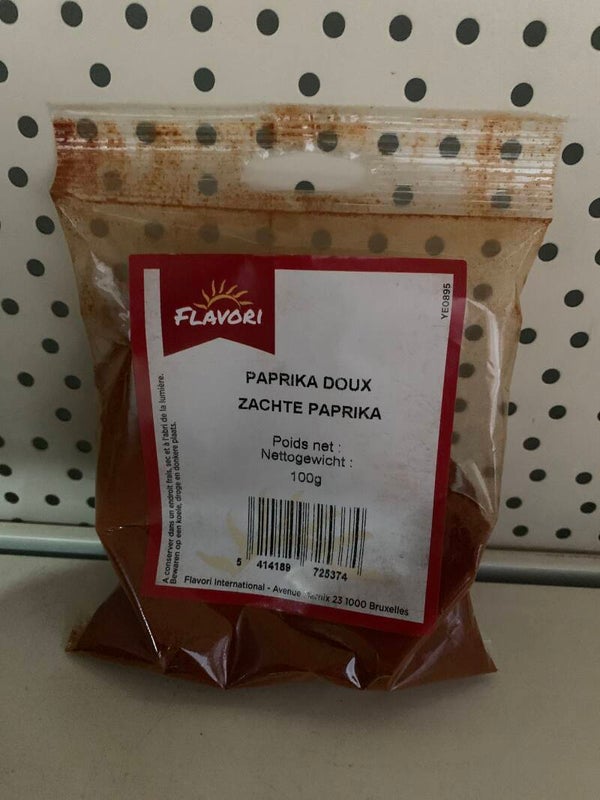 FLAVORI
YE0895
PAPRIKA DOUX
ZACHTE PAPRIKA
Poids net :
Nettogewicht :
100g
A conserver dans un endroit frais, sec et à l'abri de la lumière.
Bewaren op een koele, droge en donkere plaats.
5 414189 725374
Flavori International - Avenue 23 1000 Bruxelles